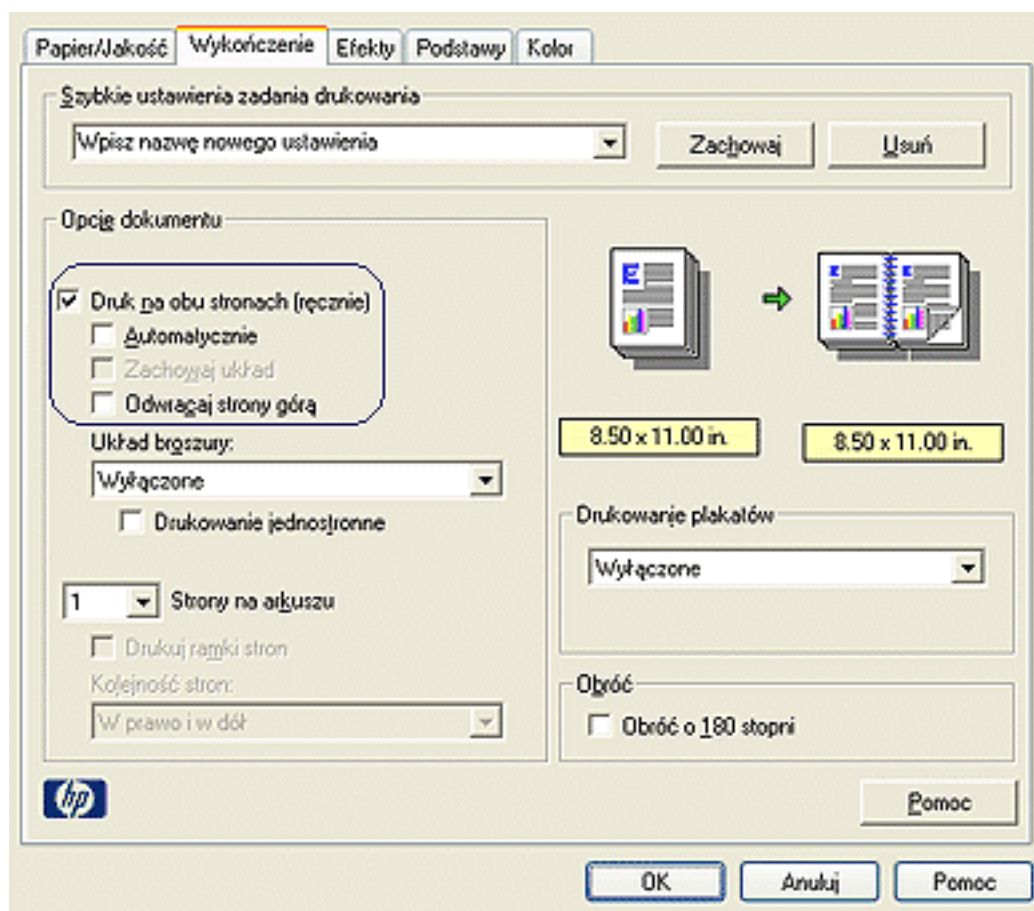 Papier/Jakość Wykończenie Efekty Podstawy Kolor
Szybkie ustawienia zadania drukowania
Wpisz nazwę nowego ustawienia Zachowaj Usuń
Opcje dokumentu
Druk na obu stronach (ręcznie)
Automatycznie
Zachowaj układ
Odwracaj strony górą
Układ broszury:
Wyłączone
Drukowanie jednostronne
1 Strony na arkuszu
Drukuj ramki stron
Kolejność stron:
W prawo i w dół
E
E E
8.50 x 11.00 in. 8.50 x 11.00 in.
Drukowanie plakatów
Wyłączone
Obróć
Obróć o 180 stopni
hp
Pomoc
OK Anuluj Pomoc